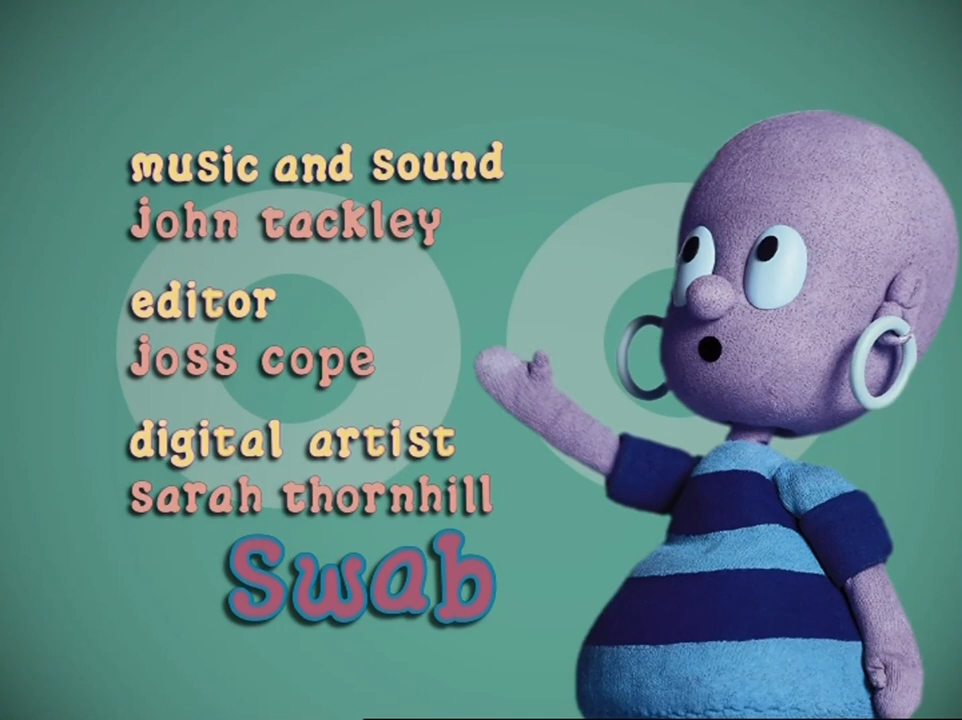 music and sound
john tackley
editor
joss cope
digital artist
sarah thornhill
Swab